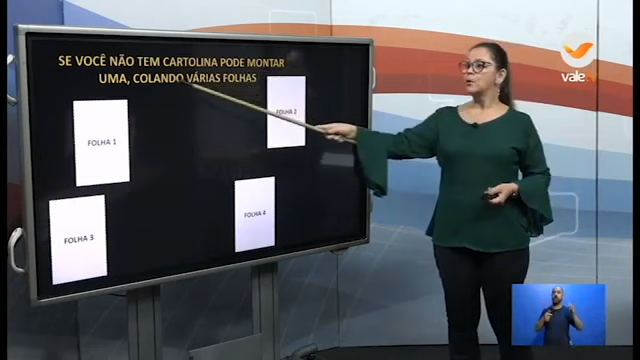 SE VOCÊ NÃO TEM CARTOLINA PODE MONTAR
UMA, COLANDO VÁRIAS FOLHAS
FOLHA 1
FOLHA 2
FOLHA 3
FOLHA 4
vale